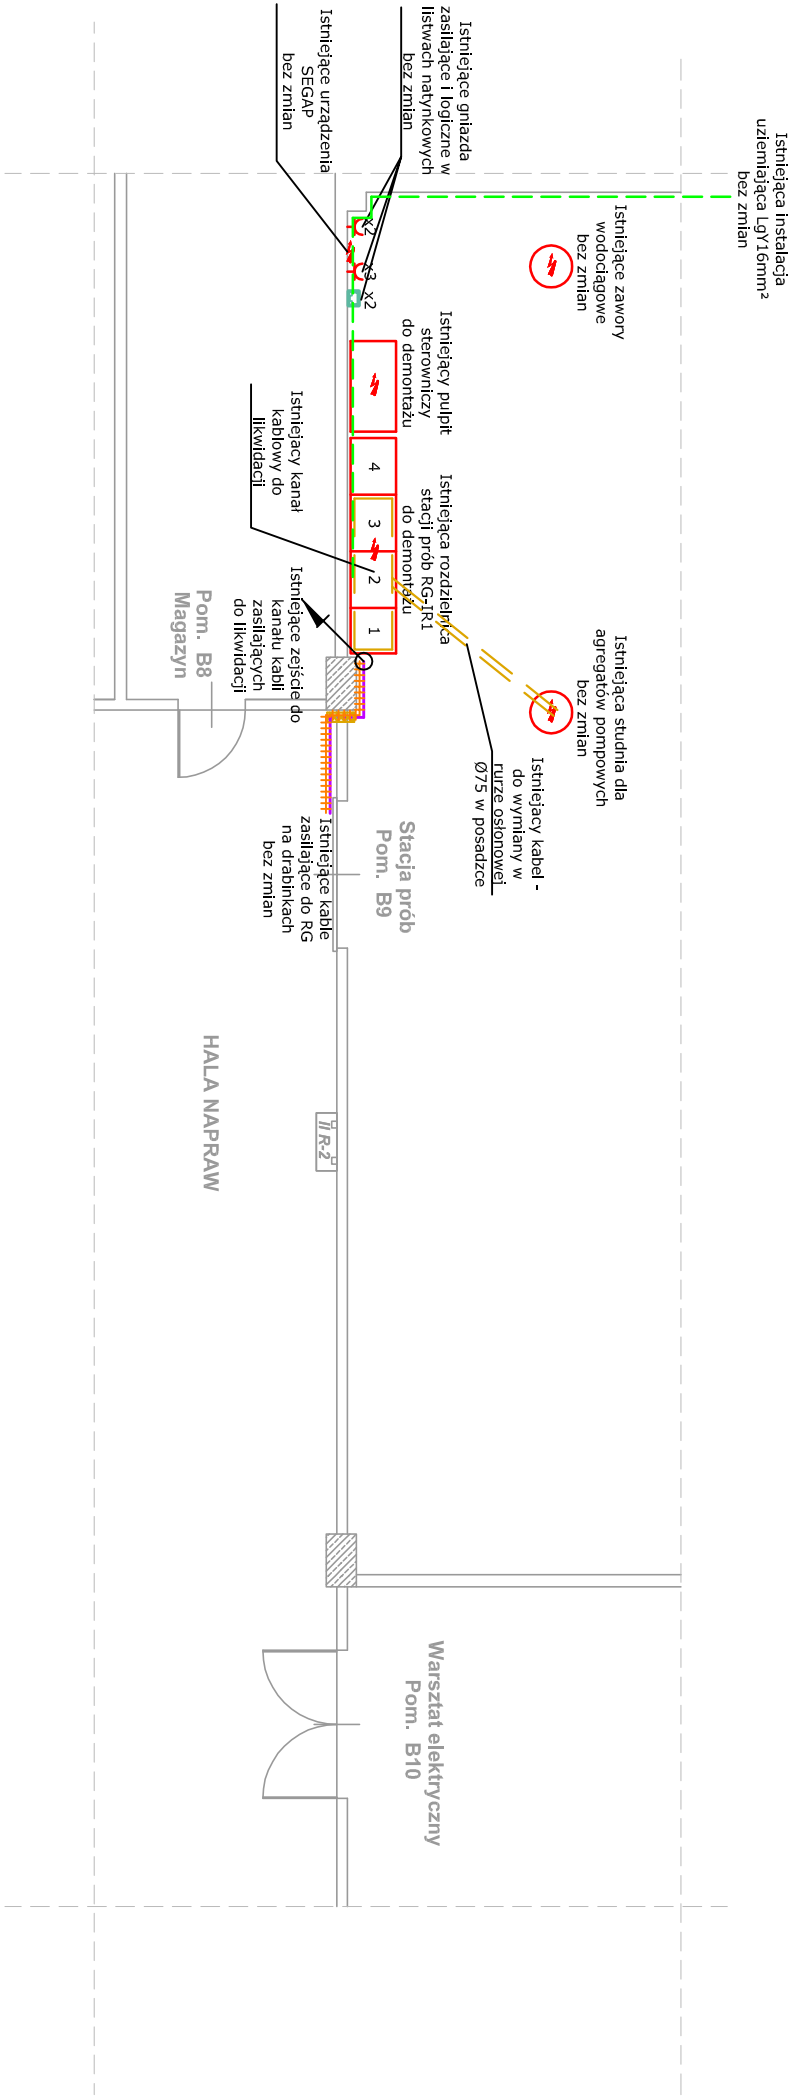 Istniejąca instalacja
uziemiająca LgY16mm²
bez zmian
Istniejące gniazda
zasilające i logiczne w
listwach natynkowych
bez zmian
Istniejące urządzenia
SEGAP
bez zmian
Istniejące zawory
wodociągowe
bez zmian
x2
x3
x2
Istniejący pulpit
sterowniczy
do demontażu
Istniejąca rozdzielnica
stacji prób RG-IR1
do demontażu
4
3
2
1
Istniejacy kanał
kablowy do
likwidacji
Istniejące zejście do
kanału kabli
zasilających
do likwidacji
Istniejąca studnia dla
agregatów pompowych
bez zmian
Istniejacy kabel -
do wymiany w
rurze osłonowej
Ø75 w posadzce
Pom. B8
Magazyn
Istniejące kable
zasilające do RG
na drabinkach
bez zmian
Stacja prób
Pom. B9
HALA NAPRAW
II R-2
Warsztat elektryczny
Pom. B10